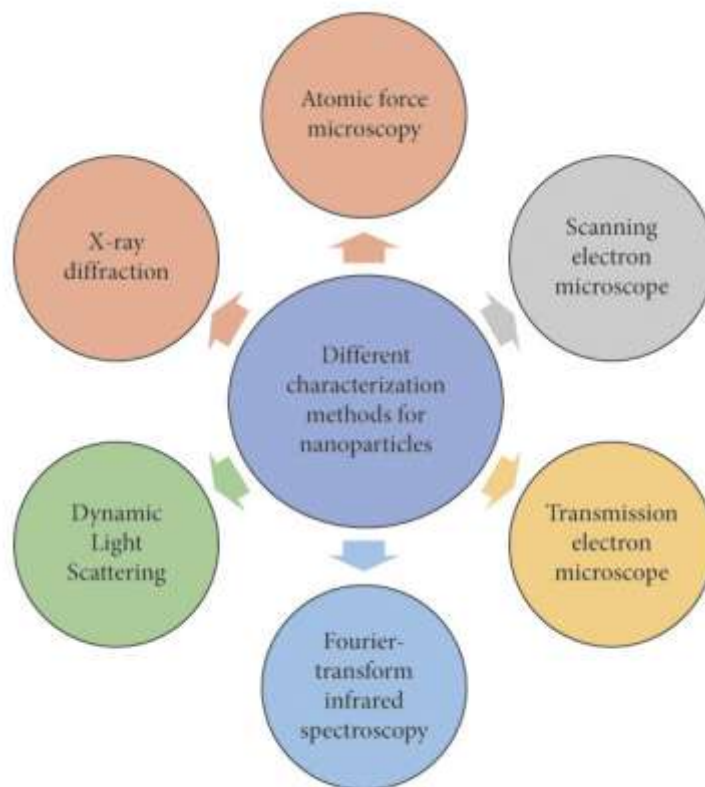 Atomic force
microscopy
X-ray
diffraction
Scanning
electron
microscope
Different
characterization
methods for
nanoparticles
Dynamic
Light
Scattering
Transmission
electron
microscope
Fourier-
transform
infrared
spectroscopy